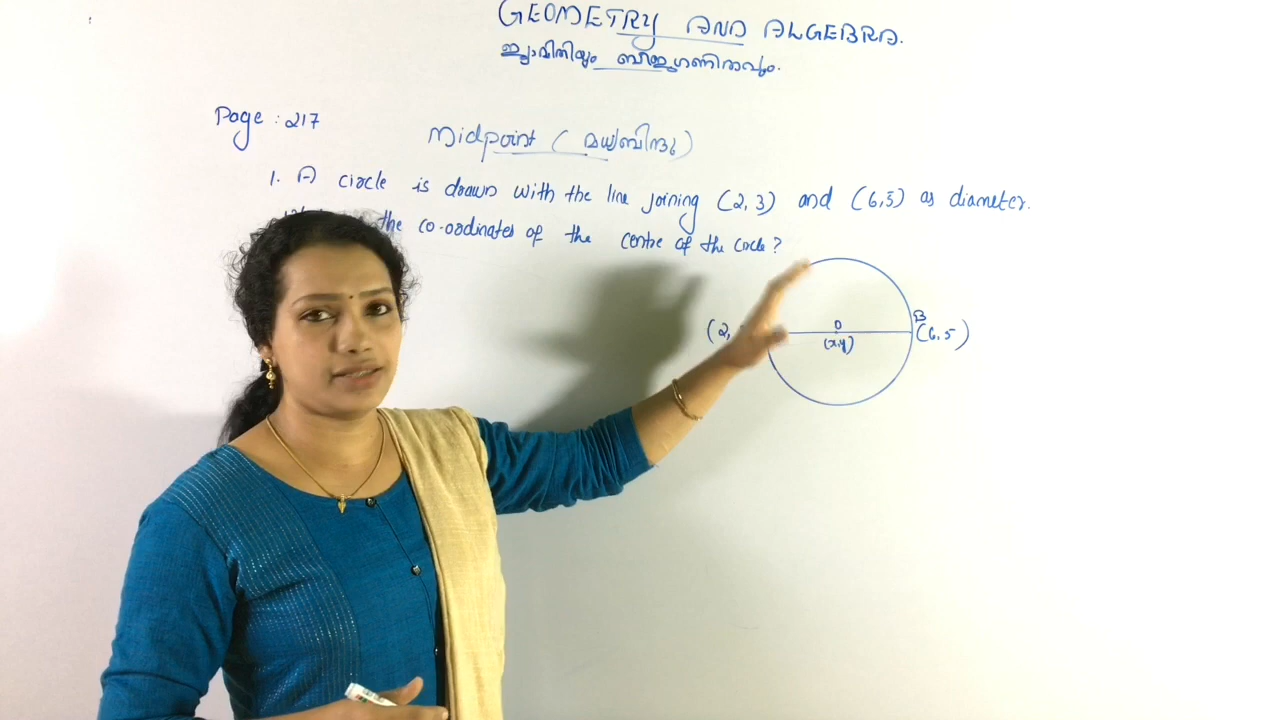 GEOMETRY AND ALGEBRA.
ജ്യാമിതിയും ബീജഗണിതവും.
Page : 217
Midpoint ( മധ്യബിന്ദു )
1. A circle is drawn with the line joining (2, 3) and (6,5) as diameter.
the co-ordinates of the centre of the circle ?
B
(2, O (6, 5)
(x,y)